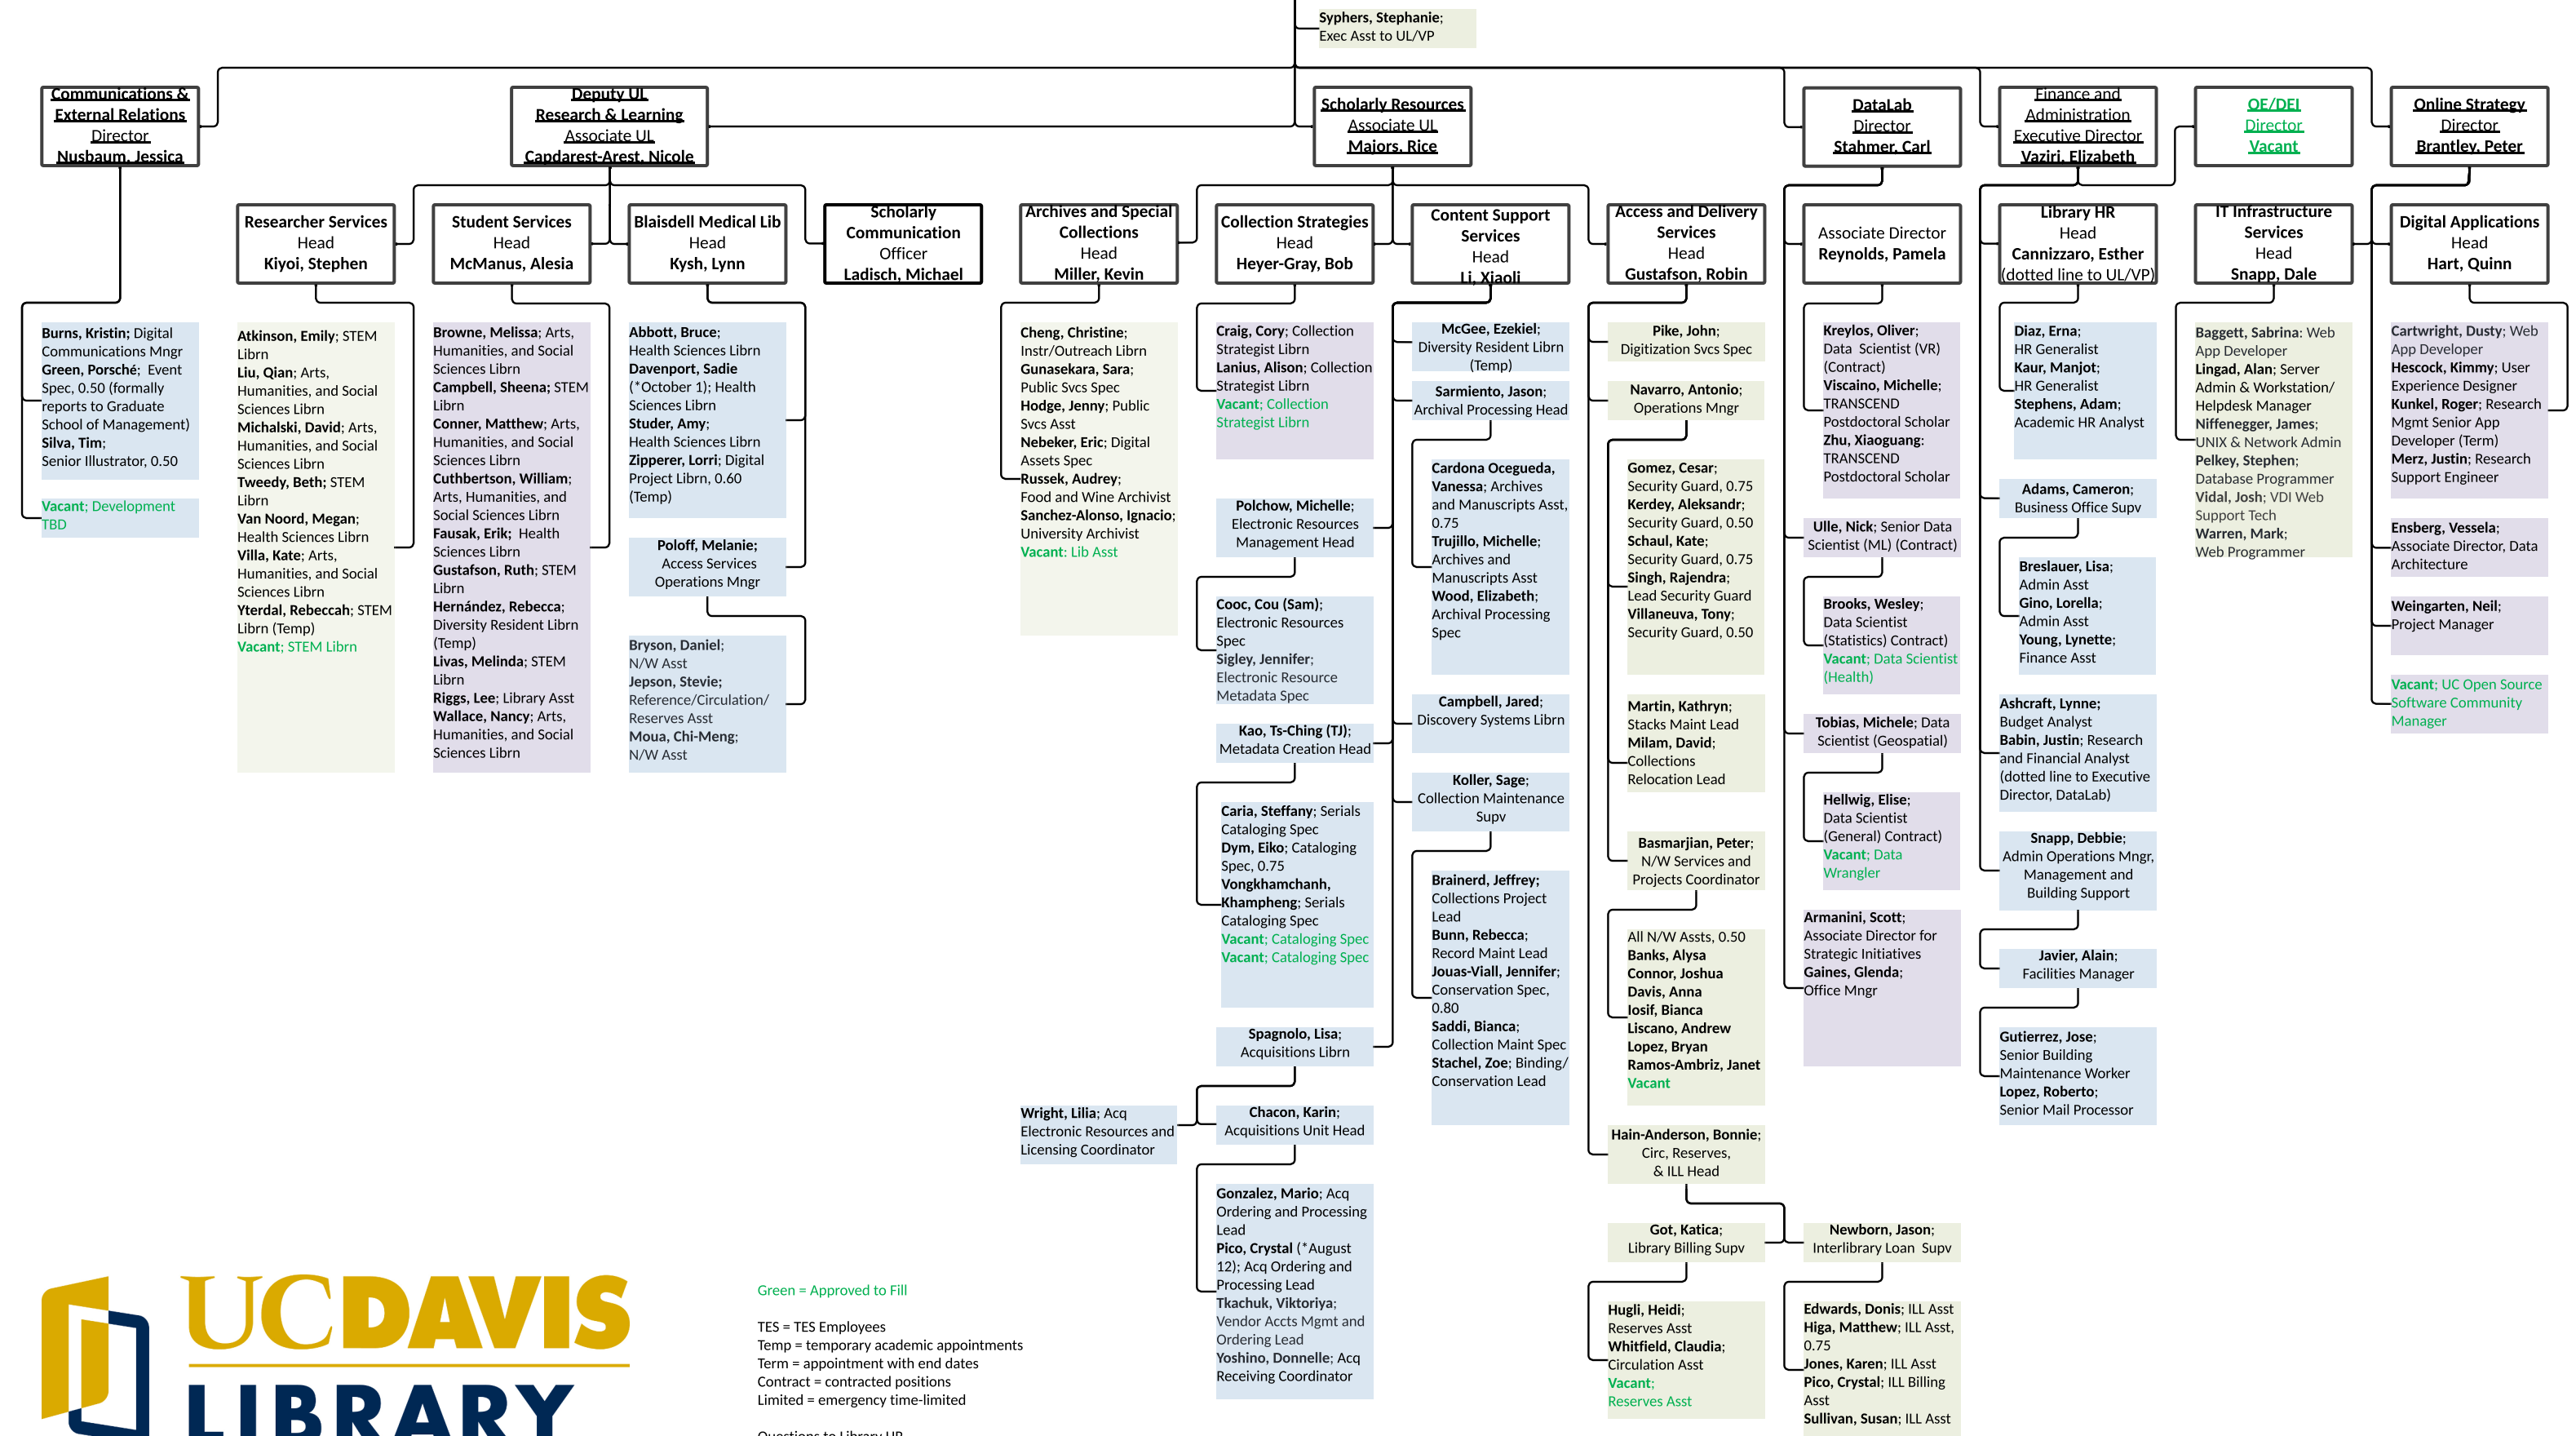 Syphers, Stephanie;
Exec Asst to UL/VP
Communications &
External Relations
Director
Nusbaum, Jessica
Deputy UL
Research & Learning
Associate UL
Capdarest-Arest, Nicole
Scholarly Resources
Associate UL
Majors, Rice
DataLab
Director
Stahmer, Carl
Finance and
Administration
Executive Director
Vaziri, Elizabeth
OE/DEI
Director
Vacant
Online Strategy
Director
Brantley, Peter
Researcher Services
Head
Kiyoi, Stephen
Student Services
Head
McManus, Alesia
Blaisdell Medical Lib
Head
Kysh, Lynn
Scholarly
Communication
Officer
Ladisch, Michael
Archives and Special
Collections
Head
Miller, Kevin
Collection Strategies
Head
Heyer-Gray, Bob
Content Support
Services
Head
Li, Xiaoli
Access and Delivery
Services
Head
Gustafson, Robin
Associate Director
Reynolds, Pamela
Library HR
Head
Cannizzaro, Esther
(dotted line to UL/VP)
IT Infrastructure
Services
Head
Snapp, Dale
Digital Applications
Head
Hart, Quinn
Burns, Kristin; Digital
Communications Mngr
Green, Porsché;  Event
Spec, 0.50 (formally
reports to Graduate
School of Management)
Silva, Tim;
Senior Illustrator, 0.50
Vacant; Development
TBD
Atkinson, Emily; STEM
Librn
Liu, Qian; Arts,
Humanities, and Social
Sciences Librn
Michalski, David; Arts,
Humanities, and Social
Sciences Librn
Tweedy, Beth; STEM
Librn
Van Noord, Megan;
Health Sciences Librn
Villa, Kate; Arts,
Humanities, and Social
Sciences Librn
Yterdal, Rebeccah; STEM
Librn (Temp)
Vacant; STEM Librn
Browne, Melissa; Arts,
Humanities, and Social
Sciences Librn
Campbell, Sheena; STEM
Librn
Conner, Matthew; Arts,
Humanities, and Social
Sciences Librn
Cuthbertson, William;
Arts, Humanities, and
Social Sciences Librn
Fausak, Erik;  Health
Sciences Librn
Gustafson, Ruth; STEM
Librn
Hernández, Rebecca;
Diversity Resident Librn
(Temp)
Livas, Melinda; STEM
Librn
Riggs, Lee; Library Asst
Wallace, Nancy; Arts,
Humanities, and Social
Sciences Librn
Abbott, Bruce;
Health Sciences Librn
Davenport, Sadie
(*October 1); Health
Sciences Librn
Studer, Amy;
Health Sciences Librn
Zipperer, Lorri; Digital
Project Librn, 0.60
(Temp)
Poloff, Melanie;
Access Services
Operations Mngr
Bryson, Daniel;
N/W Asst
Jepson, Stevie;
Reference/Circulation/
Reserves Asst
Moua, Chi-Meng;
N/W Asst
Cheng, Christine;
Instr/Outreach Librn
Gunasekara, Sara;
Public Svcs Spec
Hodge, Jenny; Public
Svcs Asst
Nebeker, Eric; Digital
Assets Spec
Russek, Audrey;
Food and Wine Archivist
Sanchez-Alonso, Ignacio;
University Archivist
Vacant: Lib Asst
Craig, Cory; Collection
Strategist Librn
Lanius, Alison; Collection
Strategist Librn
Vacant; Collection
Strategist Librn
Polchow, Michelle;
Electronic Resources
Management Head
Cooc, Cou (Sam);
Electronic Resources
Spec
Sigley, Jennifer;
Electronic Resource
Metadata Spec
Kao, Ts-Ching (TJ);
Metadata Creation Head
Caria, Steffany; Serials
Cataloging Spec
Dym, Eiko; Cataloging
Spec, 0.75
Vongkhamchanh,
Khampheng; Serials
Cataloging Spec
Vacant; Cataloging Spec
Vacant; Cataloging Spec
Spagnolo, Lisa;
Acquisitions Librn
Wright, Lilia; Acq
Electronic Resources and
Licensing Coordinator
Chacon, Karin;
Acquisitions Unit Head
Gonzalez, Mario; Acq
Ordering and Processing
Lead
Pico, Crystal (*August
12); Acq Ordering and
Processing Lead
Tkachuk, Viktoriya;
Vendor Accts Mgmt and
Ordering Lead
Yoshino, Donnelle; Acq
Receiving Coordinator
McGee, Ezekiel;
Diversity Resident Librn
(Temp)
Sarmiento, Jason;
Archival Processing Head
Cardona Ocegueda,
Vanessa; Archives
and Manuscripts Asst,
0.75
Trujillo, Michelle;
Archives and
Manuscripts Asst
Wood, Elizabeth;
Archival Processing
Spec
Campbell, Jared;
Discovery Systems Librn
Koller, Sage;
Collection Maintenance
Supv
Brainerd, Jeffrey;
Collections Project
Lead
Bunn, Rebecca;
Record Maint Lead
Jouas-Viall, Jennifer;
Conservation Spec,
0.80
Saddi, Bianca;
Collection Maint Spec
Stachel, Zoe; Binding/
Conservation Lead
Pike, John;
Digitization Svcs Spec
Navarro, Antonio;
Operations Mngr
Gomez, Cesar;
Security Guard, 0.75
Kerdey, Aleksandr;
Security Guard, 0.50
Schaul, Kate;
Security Guard, 0.75
Singh, Rajendra;
Lead Security Guard
Villaneuva, Tony;
Security Guard, 0.50
Martin, Kathryn;
Stacks Maint Lead
Milam, David;
Collections
Relocation Lead
Basmarjian, Peter;
N/W Services and
Projects Coordinator
All N/W Assts, 0.50
Banks, Alysa
Connor, Joshua
Davis, Anna
Iosif, Bianca
Liscano, Andrew
Lopez, Bryan
Ramos-Ambriz, Janet
Vacant
Hain-Anderson, Bonnie;
Circ, Reserves,
& ILL Head
Got, Katica;
Library Billing Supv
Newborn, Jason;
Interlibrary Loan  Supv
Hugli, Heidi;
Reserves Asst
Whitfield, Claudia;
Circulation Asst
Vacant;
Reserves Asst
Edwards, Donis; ILL Asst
Higa, Matthew; ILL Asst,
0.75
Jones, Karen; ILL Asst
Pico, Crystal; ILL Billing
Asst
Sullivan, Susan; ILL Asst
Kreylos, Oliver;
Data  Scientist (VR)
(Contract)
Viscaino, Michelle;
TRANSCEND
Postdoctoral Scholar
Zhu, Xiaoguang:
TRANSCEND
Postdoctoral Scholar
Ulle, Nick; Senior Data
Scientist (ML) (Contract)
Brooks, Wesley;
Data Scientist
(Statistics) Contract)
Vacant; Data Scientist
(Health)
Tobias, Michele; Data
Scientist (Geospatial)
Hellwig, Elise;
Data Scientist
(General) Contract)
Vacant; Data
Wrangler
Armanini, Scott;
Associate Director for
Strategic Initiatives
Gaines, Glenda;
Office Mngr
Diaz, Erna;
HR Generalist
Kaur, Manjot;
HR Generalist
Stephens, Adam;
Academic HR Analyst
Adams, Cameron;
Business Office Supv
Breslauer, Lisa;
Admin Asst
Gino, Lorella;
Admin Asst
Young, Lynette;
Finance Asst
Ashcraft, Lynne;
Budget Analyst
Babin, Justin; Research
and Financial Analyst
(dotted line to Executive
Director, DataLab)
Snapp, Debbie;
Admin Operations Mngr,
Management and
Building Support
Javier, Alain;
Facilities Manager
Gutierrez, Jose;
Senior Building
Maintenance Worker
Lopez, Roberto;
Senior Mail Processor
Baggett, Sabrina: Web
App Developer
Lingad, Alan; Server
Admin & Workstation/
Helpdesk Manager
Niffenegger, James;
UNIX & Network Admin
Pelkey, Stephen;
Database Programmer
Vidal, Josh; VDI Web
Support Tech
Warren, Mark;
Web Programmer
Cartwright, Dusty; Web
App Developer
Hescock, Kimmy; User
Experience Designer
Kunkel, Roger; Research
Mgmt Senior App
Developer (Term)
Merz, Justin; Research
Support Engineer
Ensberg, Vessela;
Associate Director, Data
Architecture
Weingarten, Neil;
Project Manager
Vacant; UC Open Source
Software Community
Manager
UCDAVIS
LIBRARY
Green = Approved to Fill
TES = TES Employees
Temp = temporary academic appointments
Term = appointment with end dates
Contract = contracted positions
Limited = emergency time-limited
Questions to Library HR